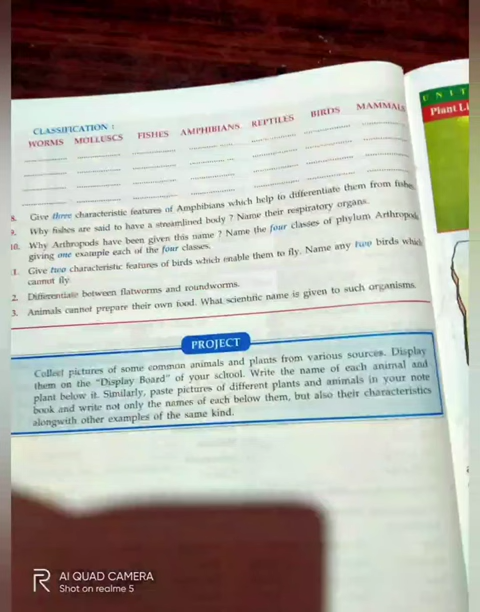 CLASSIFICATION :
WORMS MOLLUSCS FISHES AMPHIBIANS REPTILES BIRDS MAMMALS
8. Give three characteristic features of Amphibians which help to differentiate them from fishe
9. Why fishes are said to have a streamlined body ? Name their respiratory organs.
10. Why Arthropods have been given this name ? Name the four classes of phylum Arthropoda
giving one example each of the four classes.
1. Give two characteristic features of birds which enable them to fly. Name any two birds which
cannot fly.
2. Differentiate between flatworms and roundworms.
3. Animals cannot prepare their own food. What scientific name is given to such organisms.
PROJECT
Collect pictures of some common animals and plants from various sources. Display
them on the "Display Board" of your school. Write the name of each animal and
plant below it. Similarly, paste pictures of different plants and animals in your note
book and write not only the names of each below them, but also their characteristics
alongwith other examples of the same kind.
UNIT
Plant Li
R AI QUAD CAMERA
Shot on realme 5